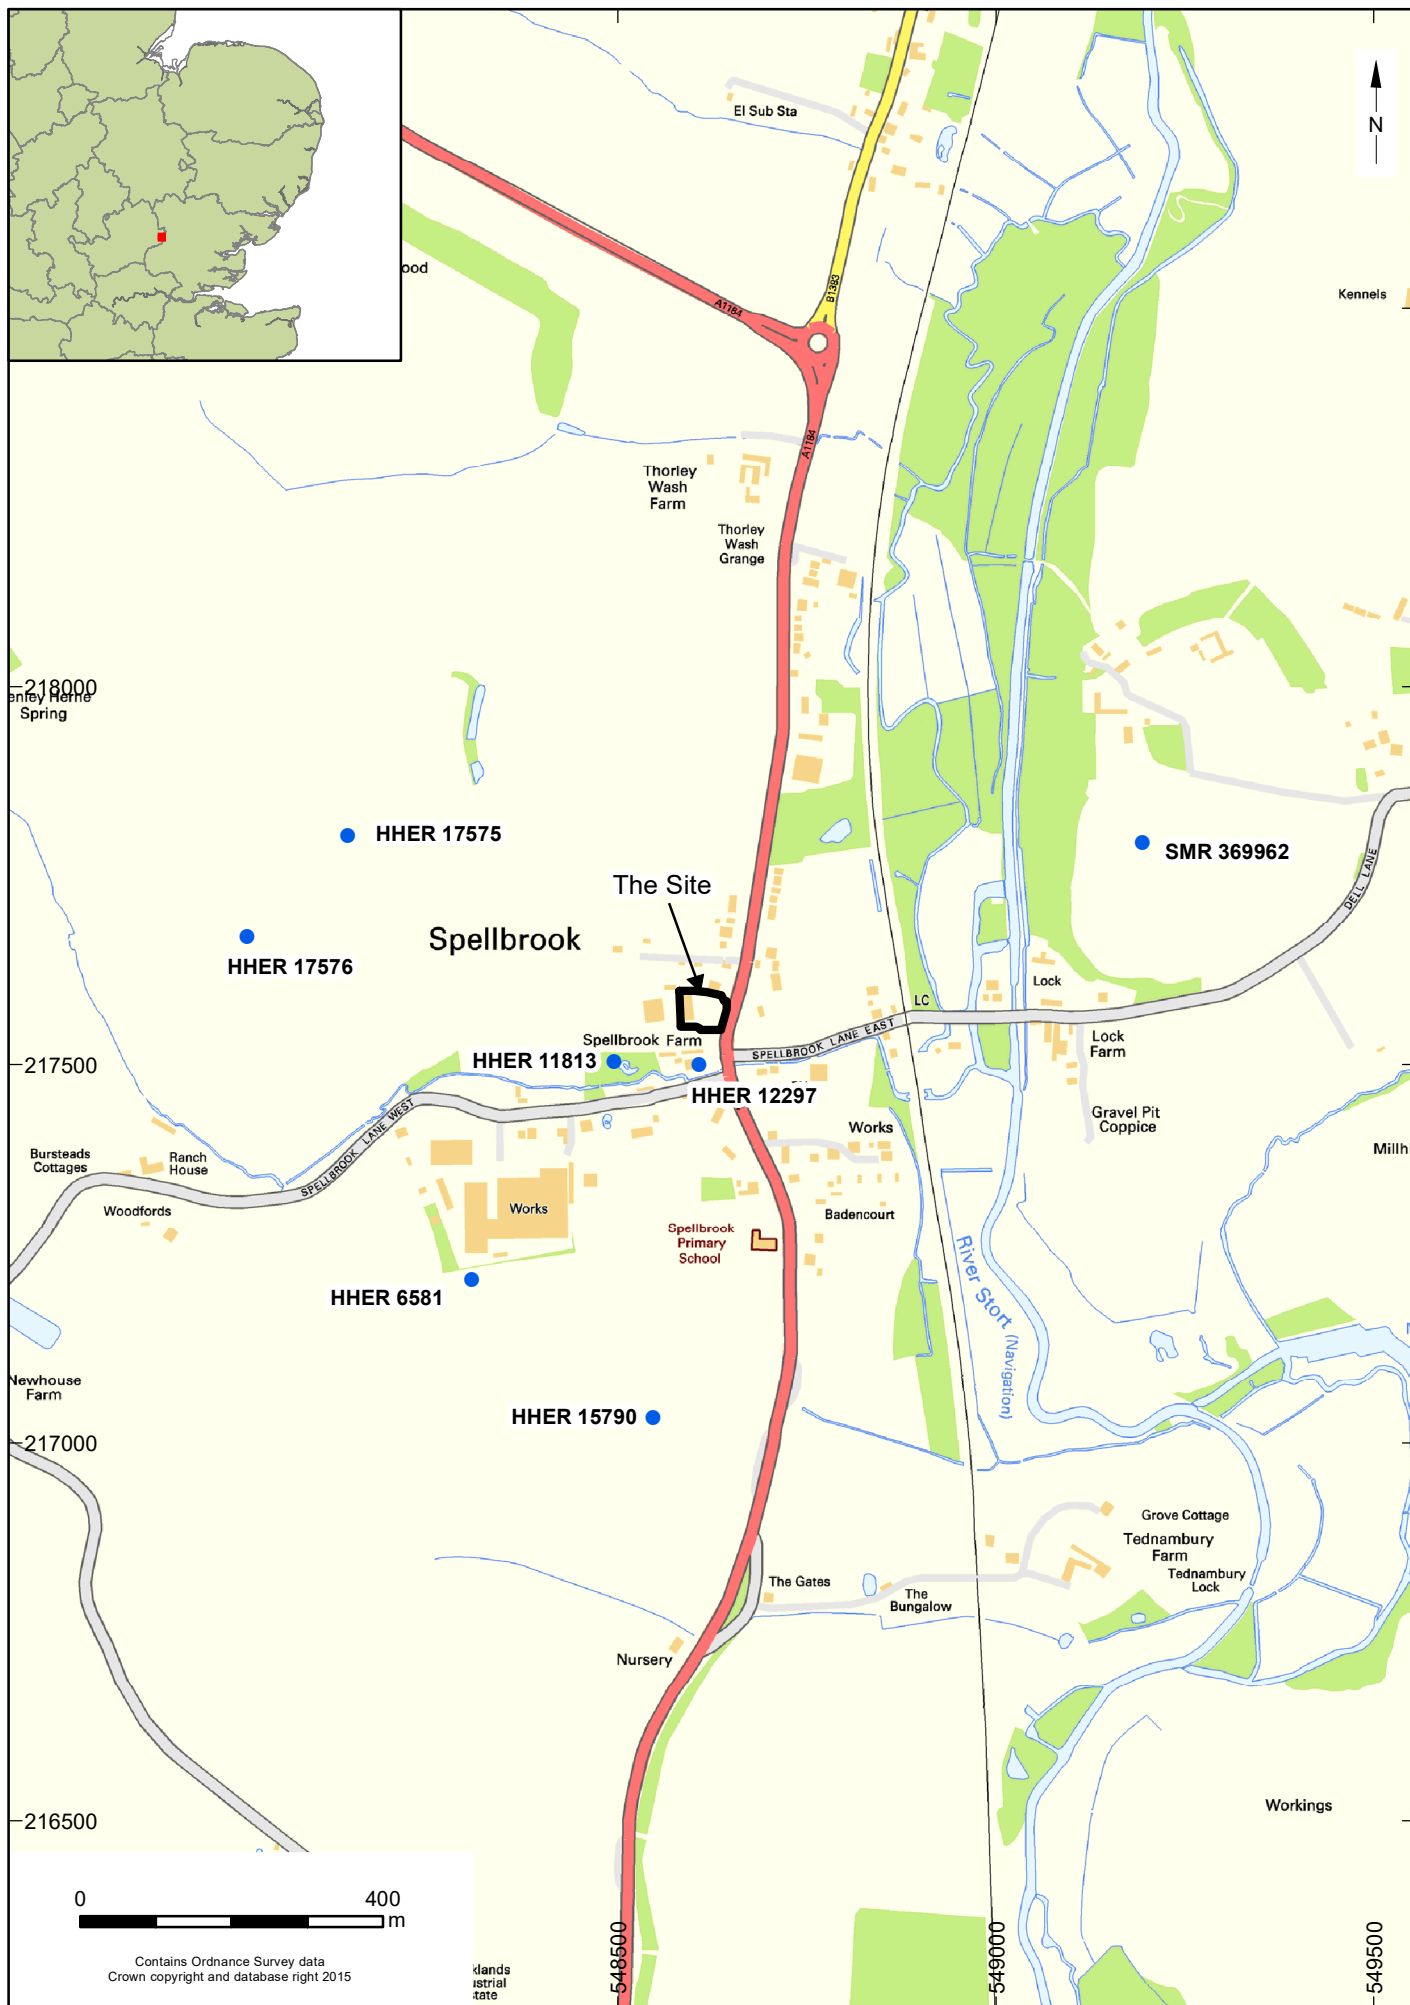 El Sub Sta
N
ood
A1184
B1383
Kennels
A1184
Thorley
Wash
Farm
Thorley
Wash
Grange
218000
enley Herne
Spring
HHER 17575
SMR 369962
The Site
DELL LANE
Spellbrook
HHER 17576
Lock
LC
SPELLBROOK LANE EAST
Lock
Farm
Spellbrook Farm
HHER 11813
217500
HHER 12297
SPELLBROOK LANE WEST
Gravel Pit
Coppice
Works
Millh
Bursteads
Cottages
Ranch
House
Woodfords
Works
Badencourt
Spellbrook
Primary
School
River Stort (Navigation)
HHER 6581
Newhouse
Farm
HHER 15790
217000
Grove Cottage
Tednambury
Farm
Tednambury
Lock
The Gates
The
Bungalow
Nursery
Workings
216500
0
400
m
Contains Ordnance Survey data
Crown copyright and database right 2015
klands
ustrial
state
548500
549000
549500